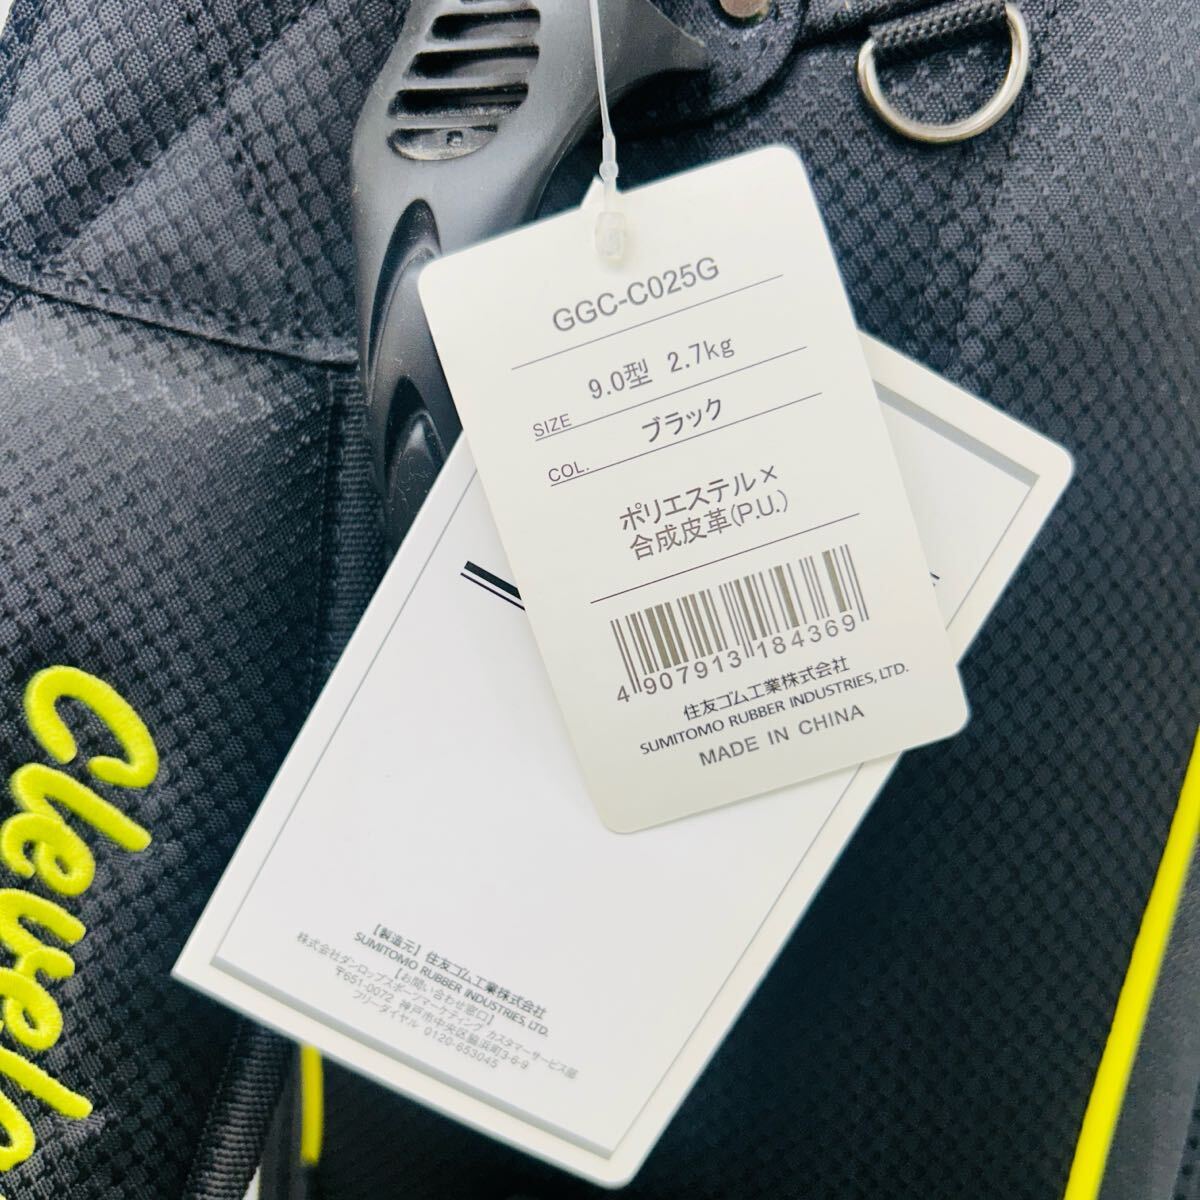 GGC-C025G
SIZE 9.0型 2.7kg
COL. ブラック
ポリエステル×
合成皮革(P.U.)
4 907913 184369
住友ゴム工業株式会社
SUMITOMO RUBBER INDUSTRIES, LTD.
MADE IN CHINA
【製造元】住友ゴム工業株式会社
SUMITOMO RUBBER INDUSTRIES, LTD.
【お問い合わせ窓口】
株式会社ダンロップスポーツマーケティング カスタマーサービス部
〒651-0072 神戸市中央区脇浜町3-6-9
フリーダイヤル 0120-653045
Clevela